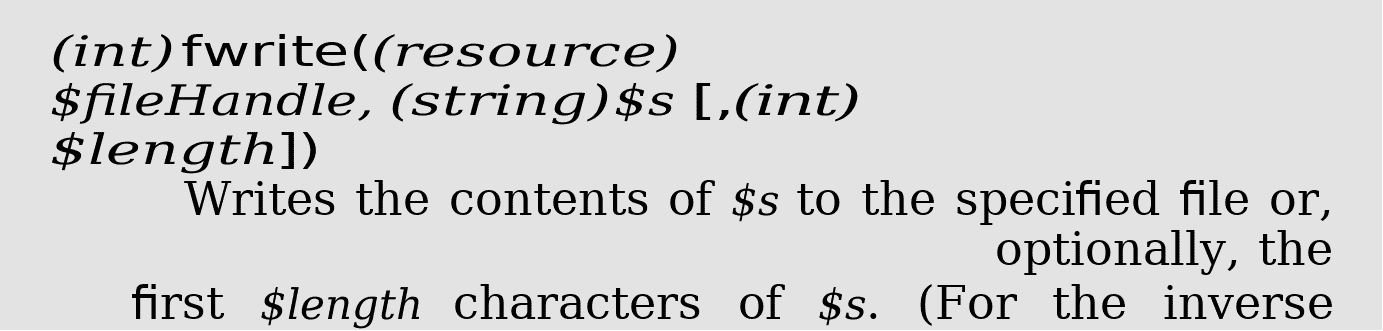 (int) fwrite((resource)
$fileHandle, (string)$s [,(int)
$length])
Writes the contents of $s to the specified file or,
optionally, the
first $length characters of $s. (For the inverse